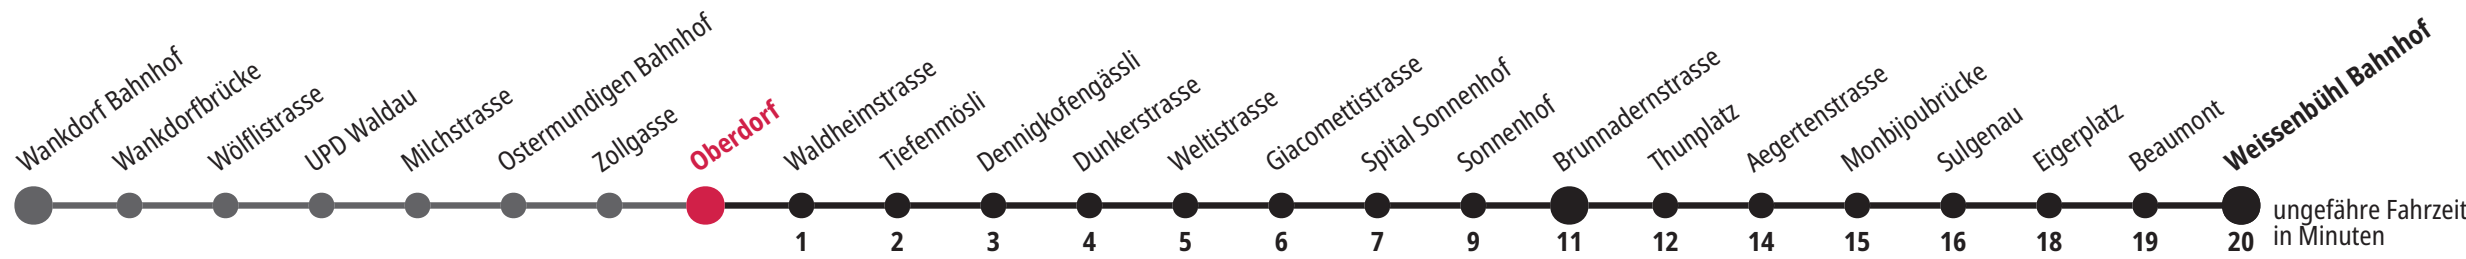 Wankdorf Bahnhof
Wankdorfbrücke
Wölflistrasse
UPD Waldau
Milchstrasse
Ostermundigen Bahnhof
Zollgasse
Oberdorf
Waldheimstrasse
Tiefenmösli
Dennigkofengässli
Dunkerstrasse
Weltistrasse
Giacomettistrasse
Spital Sonnenhof
Sonnenhof
Brunnadernstrasse
Thunplatz
Aegertenstrasse
Monbijoubrücke
Sulgenau
Eigerplatz
Beaumont
Weissenbühl Bahnhof
1 2 3 4 5 6 7 9 11 12 14 15 16 18 19 20
ungefähre Fahrzeit
in Minuten